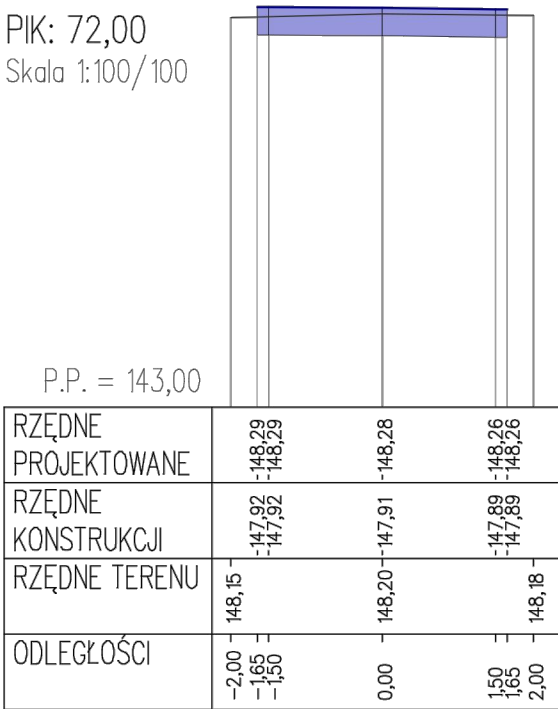 PIK: 72,00
Skala 1:100/100
P.P. = 143,00
RZĘDNE
PROJEKTOWANE
148,29
148,29
148,28
148,26
148,26
RZĘDNE
KONSTRUKCJI
147,92
147,92
147,91
147,89
147,89
RZĘDNE TERENU
148,15
148,20
148,18
ODLEGŁOŚCI
-2,00
-1,65
-1,50
0,00
1,50
1,65
2,00